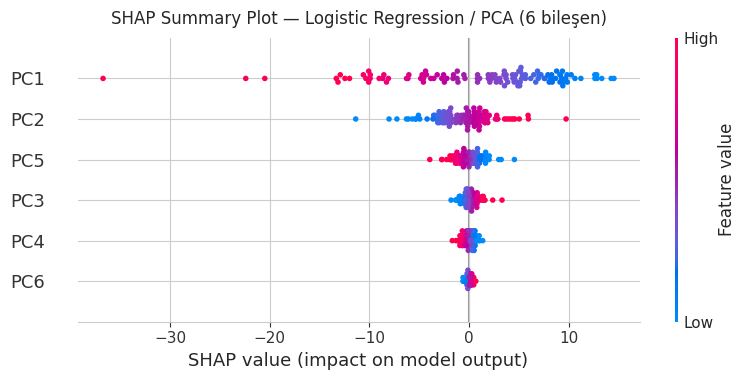 SHAP Summary Plot — Logistic Regression / PCA (6 bileşen)
High
PC1
PC2
PC5
PC3
PC4
PC6
Feature value
Low
−30 −20 −10 0 10
SHAP value (impact on model output)